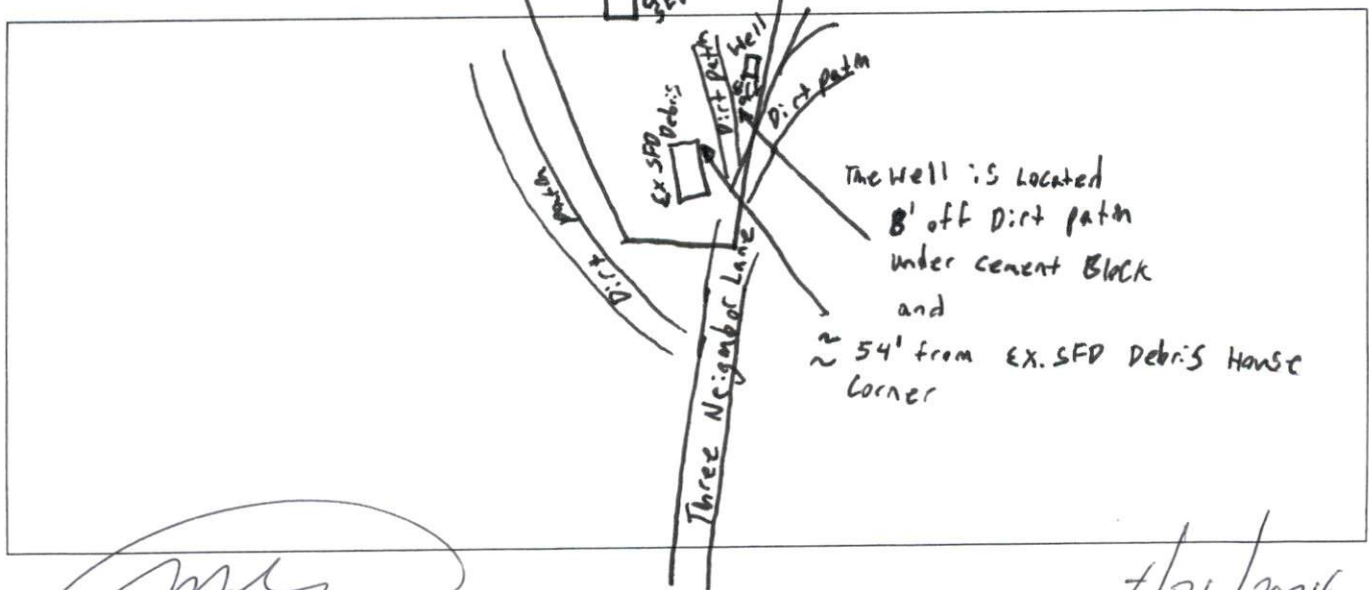 Dirt path
Well
8'
Dirt path
Ex SFD
Debris
Dirt path
The Well is Located
8' off Dirt path
under cement Block
and
≈ 54' from Ex. SFD Debris House
Corner
Three Neighbor Lane